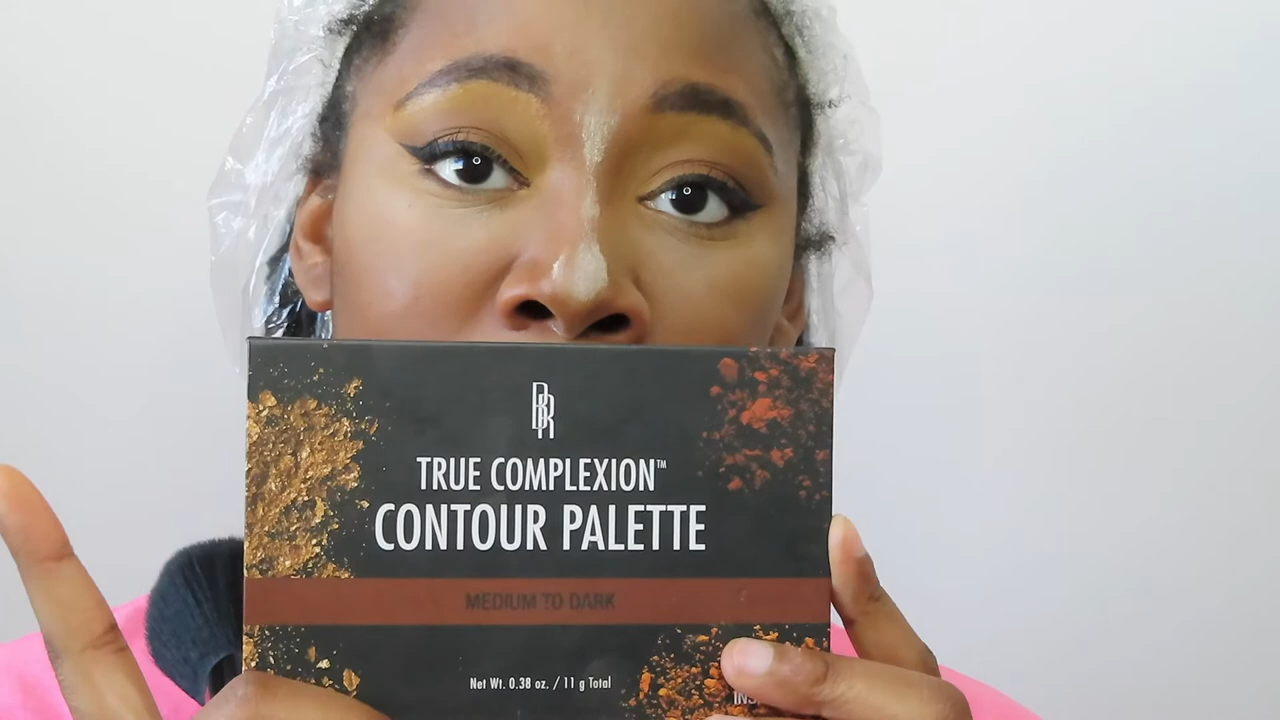 BR
TRUE COMPLEXION™
CONTOUR PALETTE
MEDIUM TO DARK
Net Wt. 0.38 oz. / 11 g Total